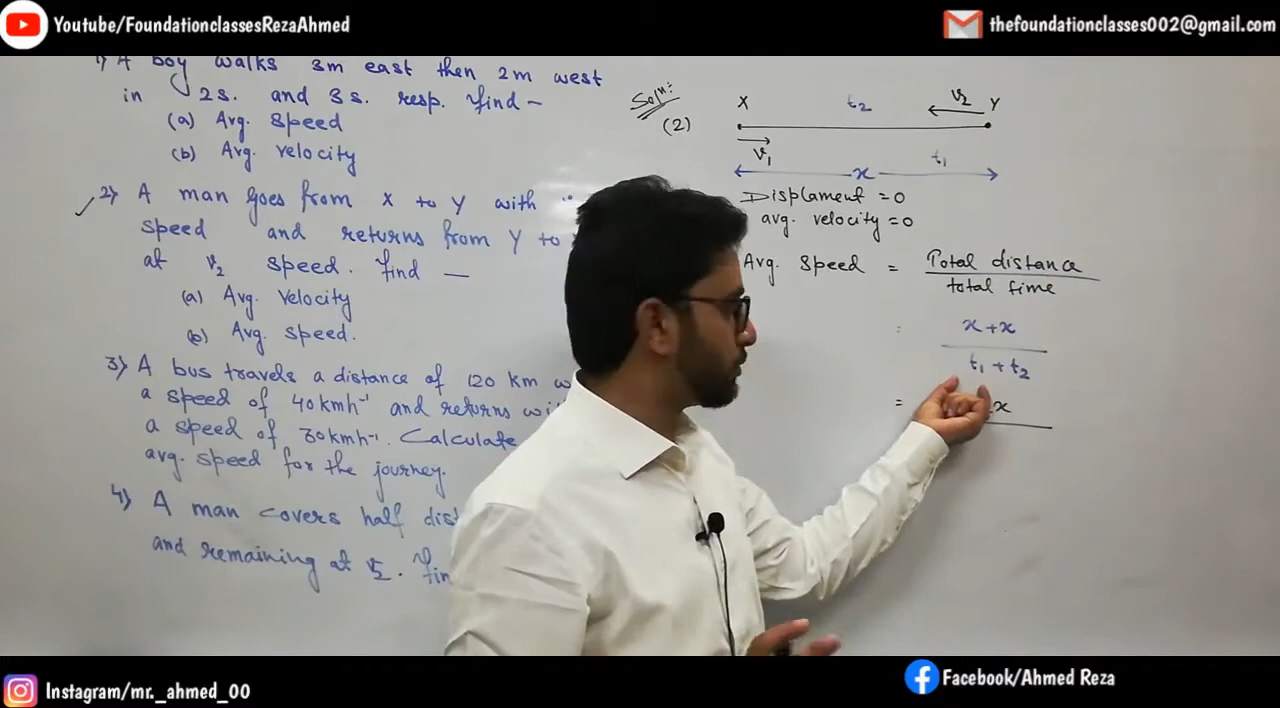 Youtube/FoundationclassesRezaAhmed
thefoundationclasses002@gmail.com
1) A boy walks 3m east then 2m west
in 2s. and 3s. resp. find -
(a) Avg. Speed
(b) Avg. velocity
2) A man goes from X to Y with
speed and returns from Y to
at v2 speed. find —
(a) Avg. Velocity
(b) Avg. speed.
3) A bus travels a distance of 120 km
a speed of 40kmh⁻¹ and returns
a speed of 30kmh⁻¹. Calculate
avg. speed for the journey.
4) A man covers half
and remaining at v2.
Soln:
(2)
X t2 v2 Y
v1 t1
x
Displament = 0
avg. velocity = 0
Avg. Speed = Total distance
total time
= x + x
t1 + t2
= x
Instagram/mr._ahmed_00
Facebook/Ahmed Reza